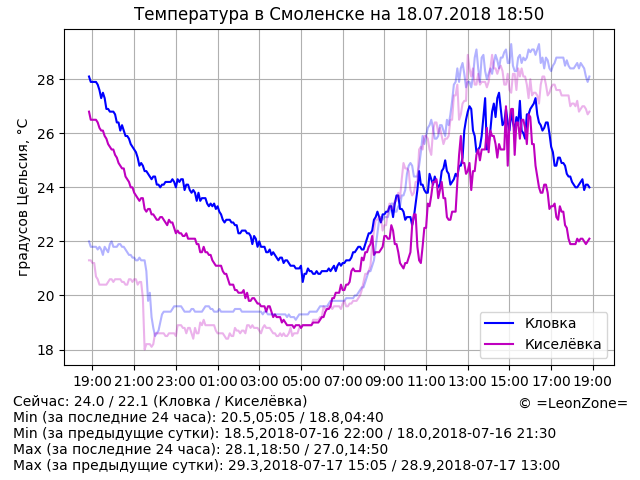 Температура в Смоленске на 18.07.2018 18:50
градусов Цельсия, °C
28
26
24
22
20
18
Кловка
Киселёвка
19:00 21:00 23:00 01:00 03:00 05:00 07:00 09:00 11:00 13:00 15:00 17:00 19:00
Сейчас: 24.0 / 22.1 (Кловка / Киселёвка)
© =LeonZone=
Min (за последние 24 часа): 20.5,05:05 / 18.8,04:40
Min (за предыдущие сутки): 18.5,2018-07-16 22:00 / 18.0,2018-07-16 21:30
Max (за последние 24 часа): 28.1,18:50 / 27.0,14:50
Max (за предыдущие сутки): 29.3,2018-07-17 15:05 / 28.9,2018-07-17 13:00